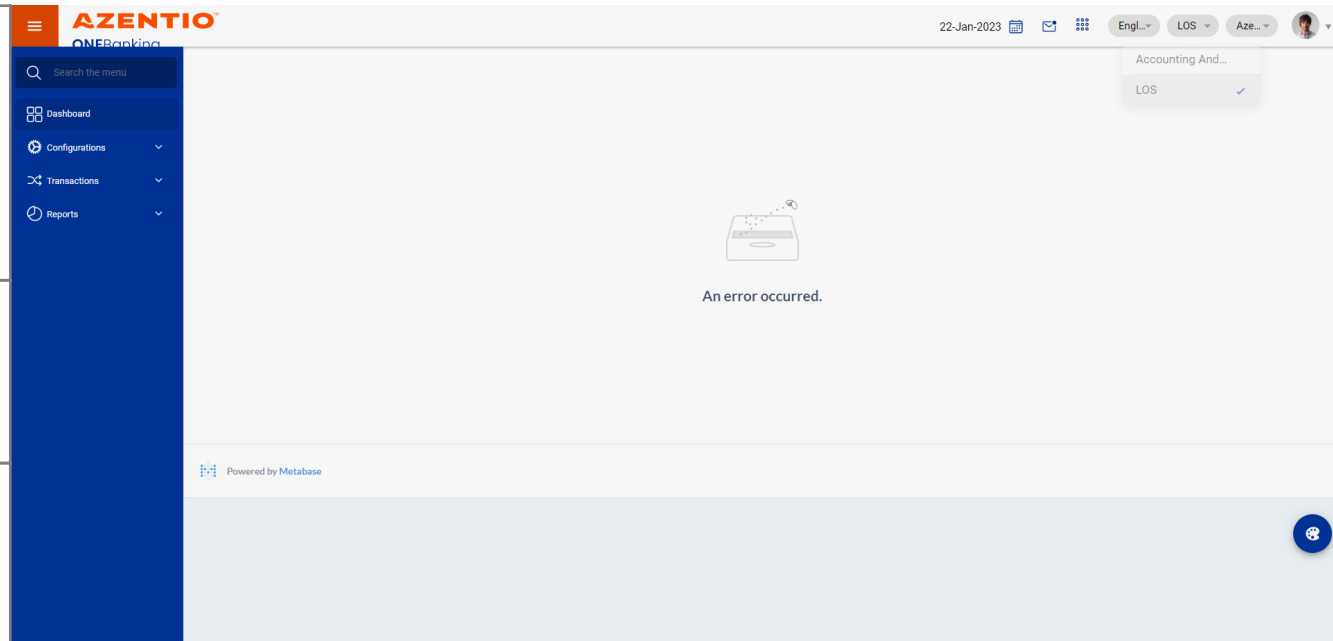 AZENTIO™
ONEBanking
22-Jan-2023
Engl...
LOS
Aze...
Accounting And...
LOS
Search the menu
Dashboard
Configurations
Transactions
Reports
An error occurred.
Powered by Metabase